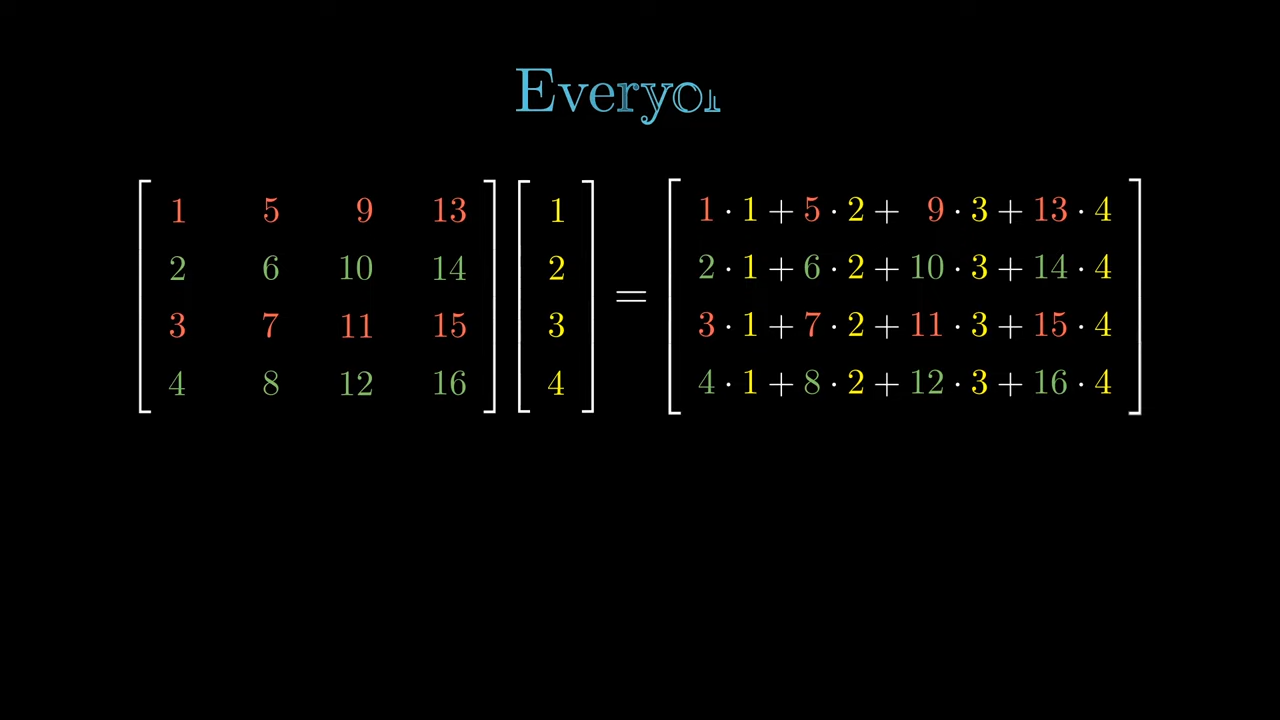 Everyo
[1 5 9 13] [1] = [1 · 1 + 5 · 2 + 9 · 3 + 13 · 4]
[2 6 10 14] [2] [2 · 1 + 6 · 2 + 10 · 3 + 14 · 4]
[3 7 11 15] [3] [3 · 1 + 7 · 2 + 11 · 3 + 15 · 4]
[4 8 12 16] [4] [4 · 1 + 8 · 2 + 12 · 3 + 16 · 4]